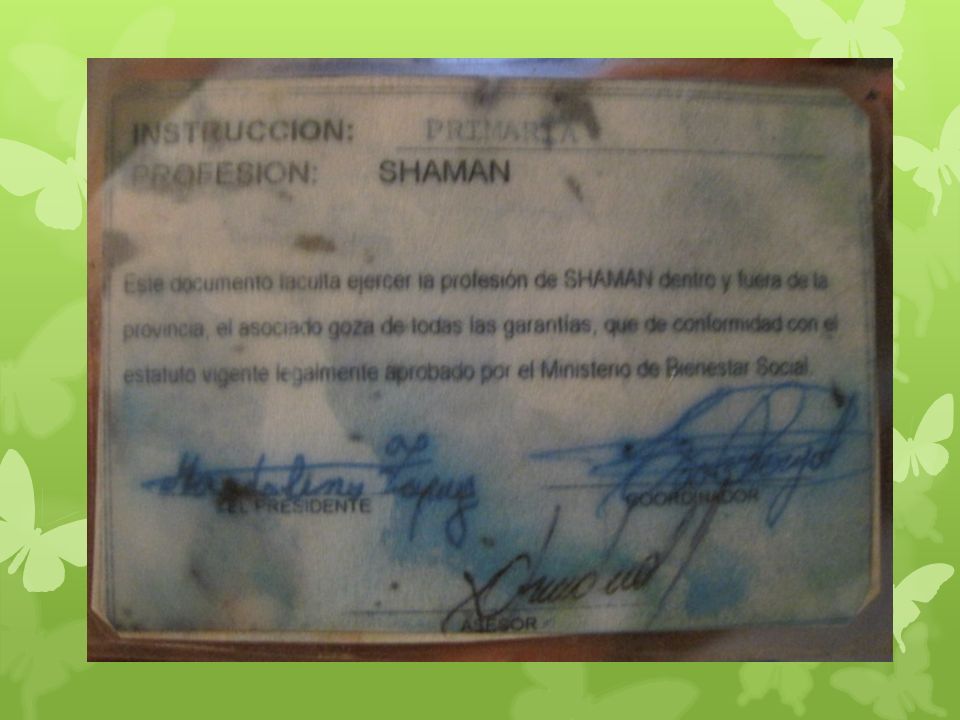 INSTRUCCION: PRIMARIA
PROFESION: SHAMAN
Este documento faculta ejercer la profesión de SHAMAN dentro y fuera de la
provincia, el asociado goza de todas las garantías, que de conformidad con el
estatuto vigente legalmente aprobado por el Ministerio de Bienestar Social.
EL PRESIDENTE
COORDINADOR
ASESOR